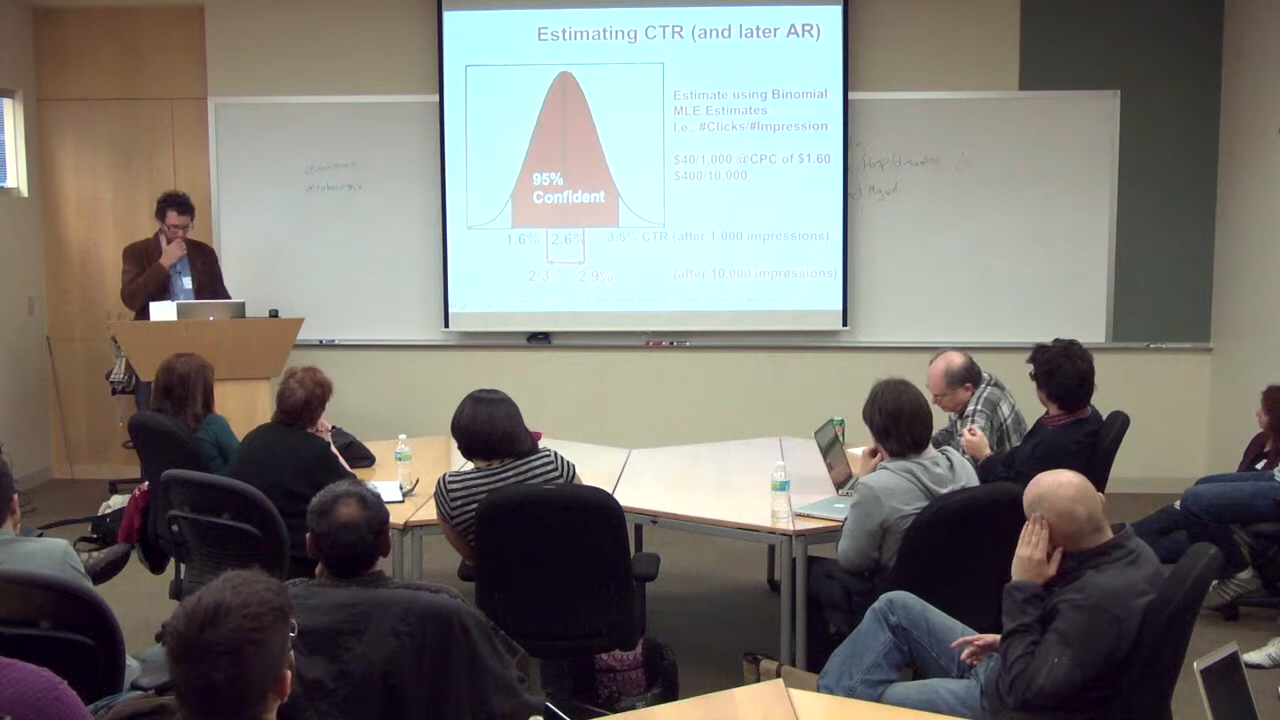 Estimating CTR (and later AR)
Estimate using Binomial
MLE Estimates
I.e., #Clicks/#Impression
$40/1,000 @CPC of $1.60
$400/10,000
95%
Confident
1.6% 2.6% 3.6% CTR (after 1,000 impressions)
2.3% 2.9% (after 10,000 impressions)